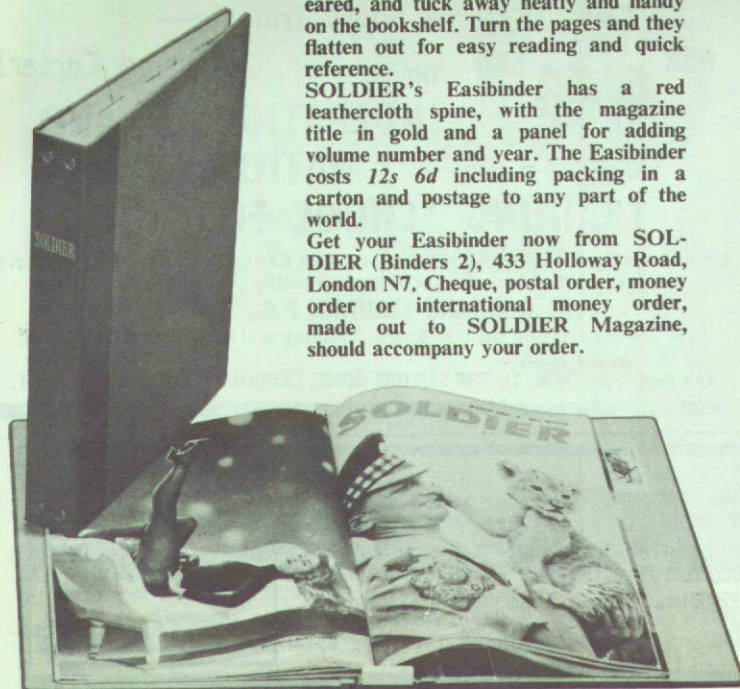 eared, and tuck away neatly and handy
on the bookshelf. Turn the pages and they
flatten out for easy reading and quick
reference.
SOLDIER's Easibinder has a red
leathercloth spine, with the magazine
title in gold and a panel for adding
volume number and year. The Easibinder
costs 12s 6d including packing in a
carton and postage to any part of the
world.
Get your Easibinder now from SOL-
DIER (Binders 2), 433 Holloway Road,
London N7. Cheque, postal order, money
order or international money order,
made out to SOLDIER Magazine,
should accompany your order.
SOLDIER
SOLDIER